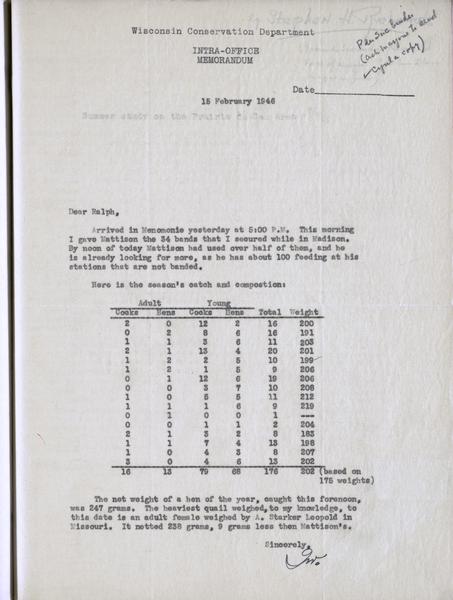 Wisconsin Conservation Department
INTRA-OFFICE
MEMORANDUM
Date
15 February 1946
Summer study on the Prairie
Dear Ralph,
Arrived in Menomonie yesterday at 5:00 P.M. This morning
I gave Mattison the 34 bands that I secured while in Madison.
By noon of today Mattison had used over half of them, and he
is already looking for more, as he has about 100 feeding at his
stations that are not banded.
Here is the season's catch and compostion:
Adult Young
Cocks Hens Cocks Hens Total Weight
2 0 12 2 16 200
0 2 8 6 16 191
1 1 3 6 11 203
2 1 13 4 20 201
1 2 2 5 10 199
1 2 1 5 9 206
0 1 12 6 19 206
0 0 3 7 10 208
1 0 5 5 11 212
1 1 1 6 9 219
0 1 0 0 1 ---
0 0 1 1 2 204
2 1 3 2 8 183
1 1 7 4 13 198
1 0 4 3 8 207
3 0 4 6 13 202
16 13 79 68 176 202 (based on
175 weights)
The net weight of a hen of the year, caught this forenoon,
was 247 grams. The heaviest quail weighed, to my knowledge, to
this date is an adult female weighed by A. Starker Leopold in
Missouri. It netted 238 grams, 9 grams less then Mattison's.
Sincerely,